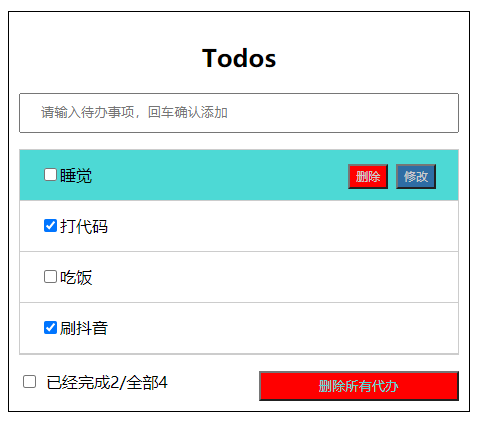 Todos
请输入待办事项，回车确认添加
睡觉 删除 修改
打代码
吃饭
刷抖音
已经完成2/全部4 删除所有代办